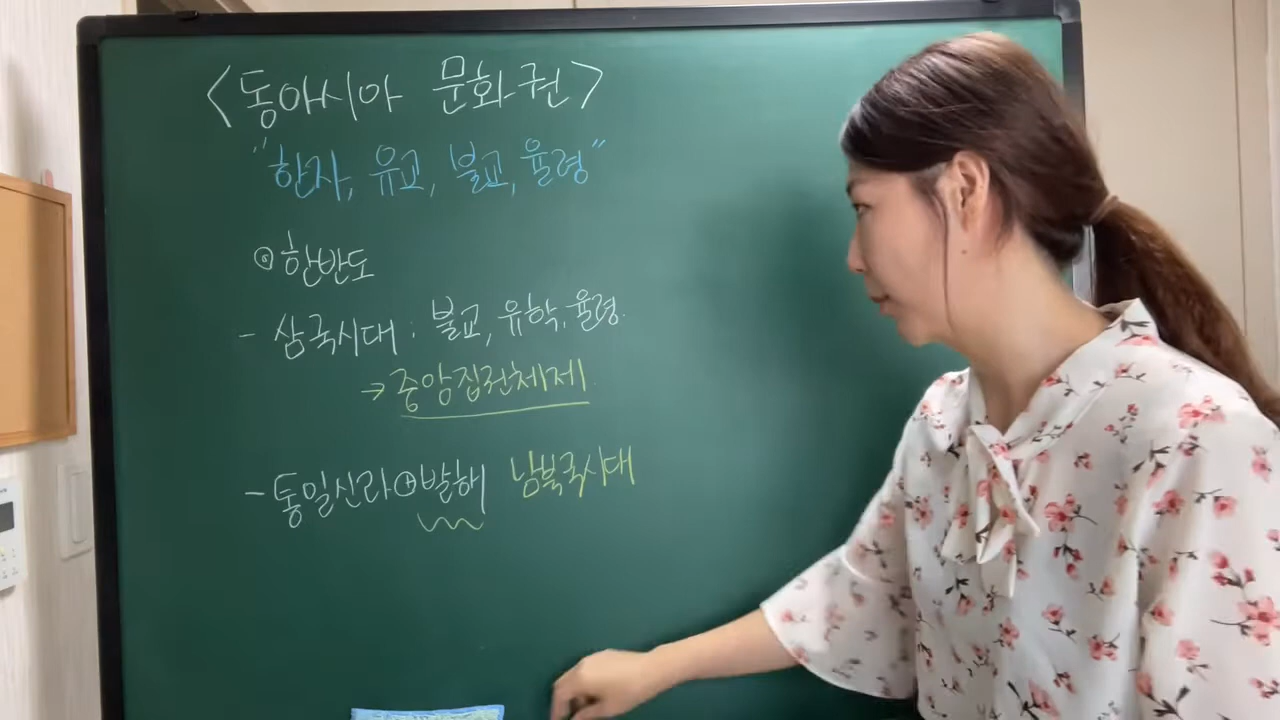 <동아시아 문화권>
"한자, 유교, 불교, 율령"
⊙ 한반도
- 삼국시대 : 불교, 유학, 율령.
→ 중앙집권체제.
- 통일신라 ⊕ 발해 남북국시대